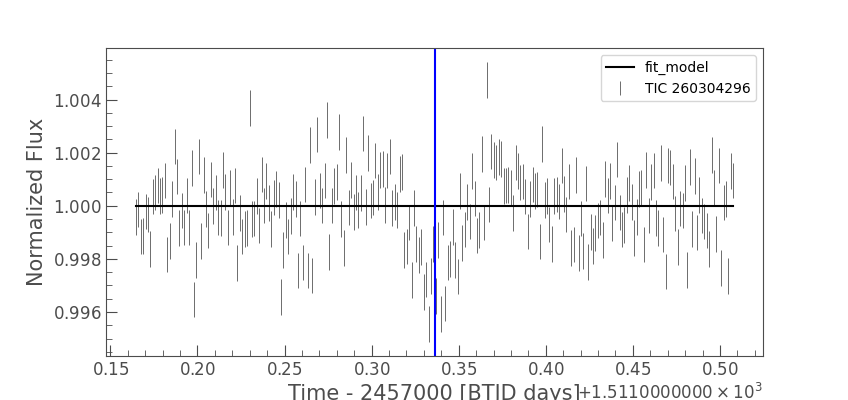 fit_model
TIC 260304296
Normalized Flux
1.004
1.002
1.000
0.998
0.996
0.15 0.20 0.25 0.30 0.35 0.40 0.45 0.50
Time - 2457000 [BTJD days]
+1.5110000000 × 10³